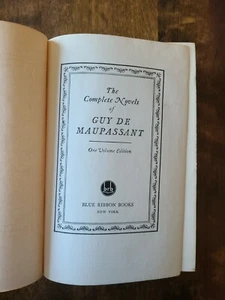 The
Complete Novels
of
GUY DE
MAUPASSANT
One Volume Edition
BLUE RIBBON BOOKS
NEW YORK